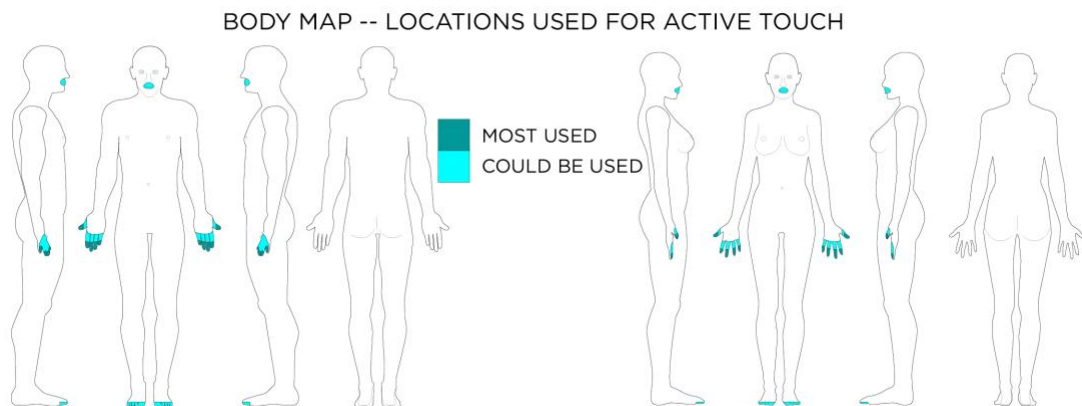 BODY MAP -- LOCATIONS USED FOR ACTIVE TOUCH
MOST USED
COULD BE USED